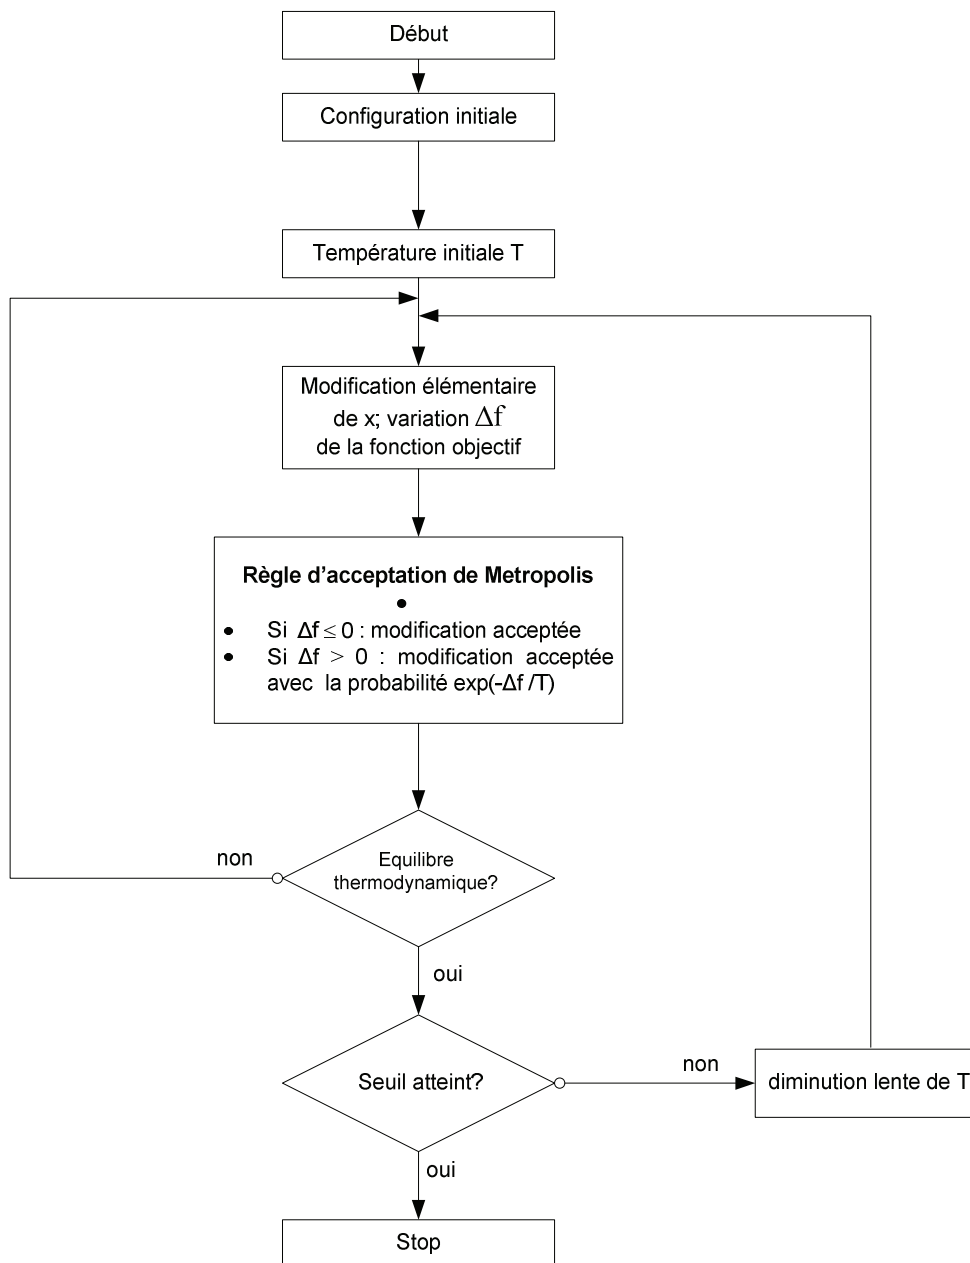 Début
Configuration initiale
Température initiale T
Modification élémentaire
de x; variation Δf
de la fonction objectif
Règle d'acceptation de Metropolis
•
• Si Δf ≤ 0 : modification acceptée
• Si Δf > 0 : modification acceptée
avec la probabilité exp(-Δf /T)
non
Equilibre
thermodynamique?
oui
Seuil atteint?
non
diminution lente de T
oui
Stop